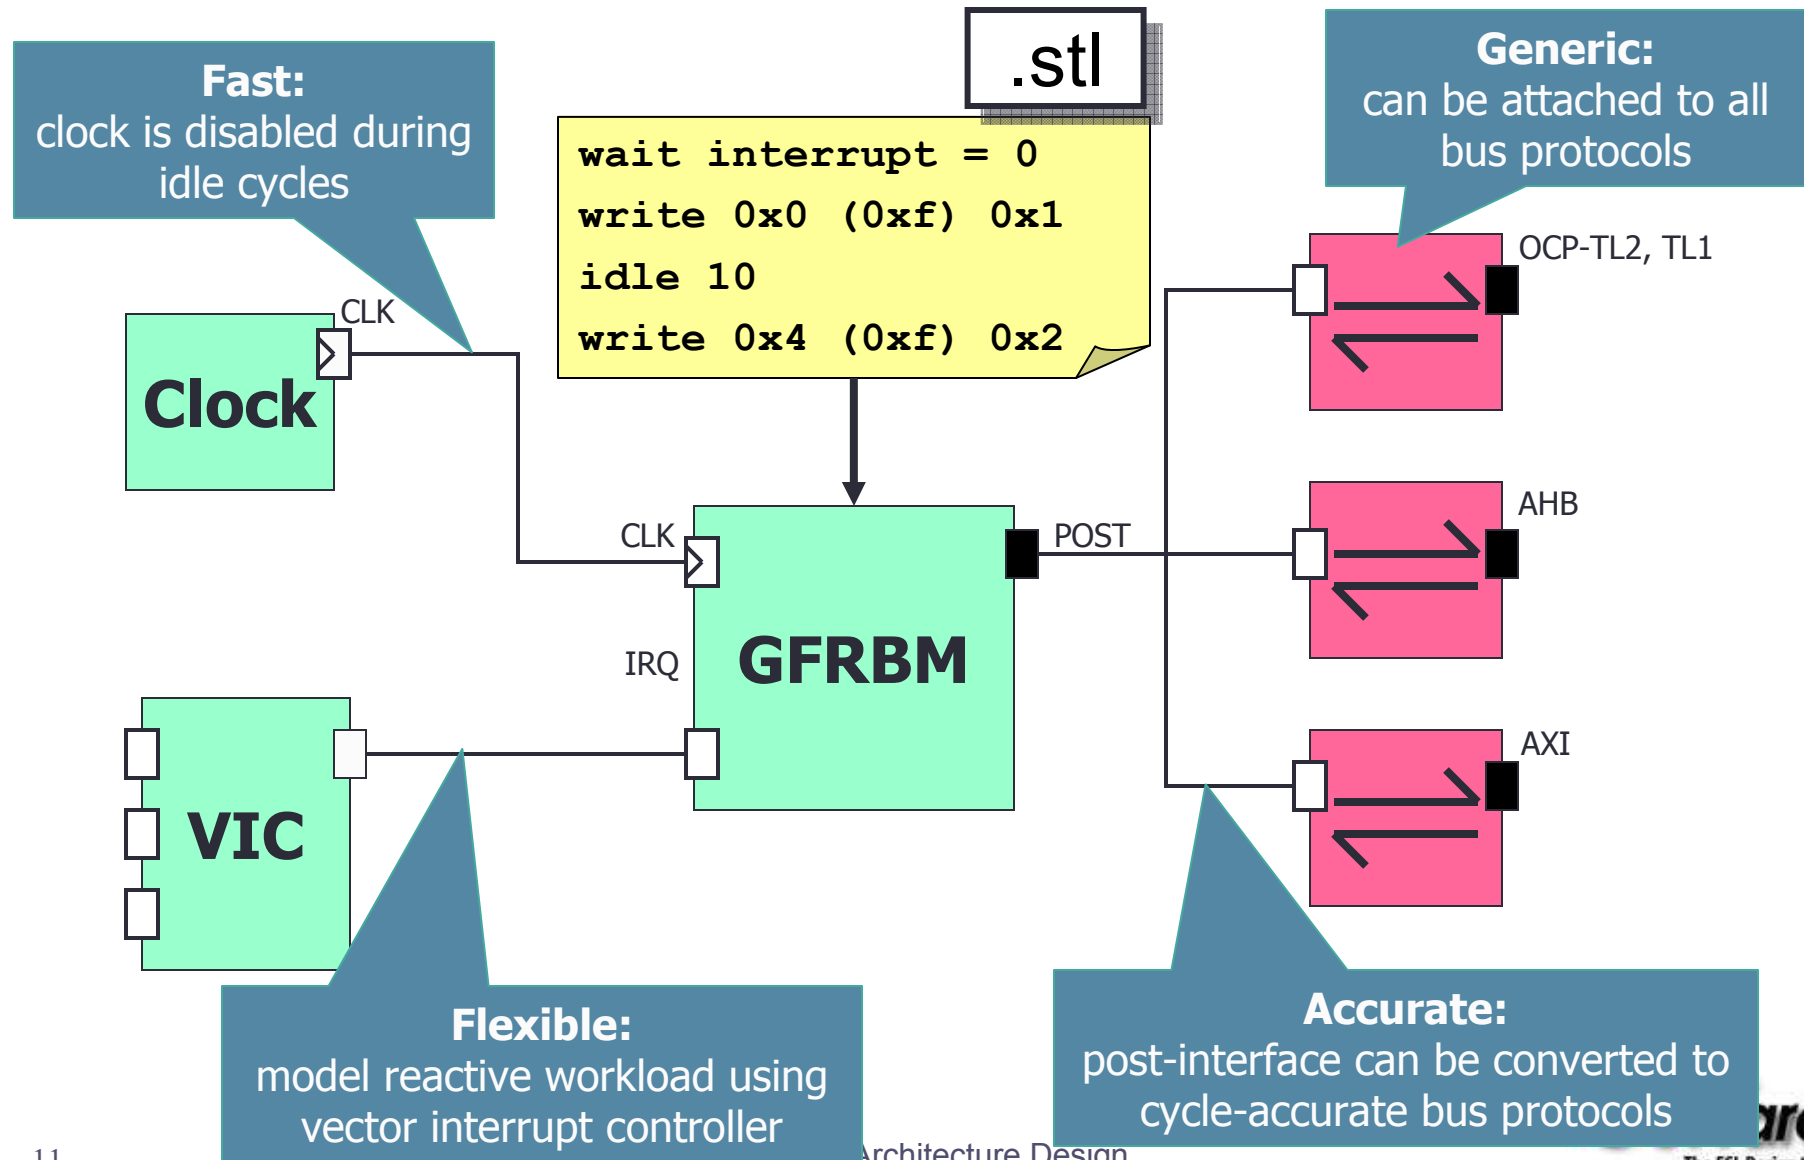 .stl
Fast:
clock is disabled during
idle cycles
Generic:
can be attached to all
bus protocols
wait interrupt = 0
write 0x0 (0xf) 0x1
idle 10
write 0x4 (0xf) 0x2
OCP-TL2, TL1
CLK
Clock
AHB
CLK
POST
GFRBM
IRQ
AXI
VIC
Flexible:
model reactive workload using
vector interrupt controller
Accurate:
post-interface can be converted to
cycle-accurate bus protocols
11
Architecture Design